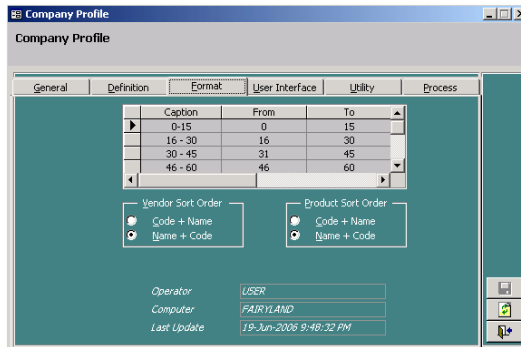 Company Profile
Company Profile
General Definition Format User Interface Utility Process
Caption From To
0-15 0 15
16 - 30 16 30
30 - 45 31 45
46 - 60 46 60
Vendor Sort Order Product Sort Order
Code + Name Code + Name
Name + Code Name + Code
Operator USER
Computer FAIRYLAND
Last Update 19-Jun-2006 9:48:32 PM